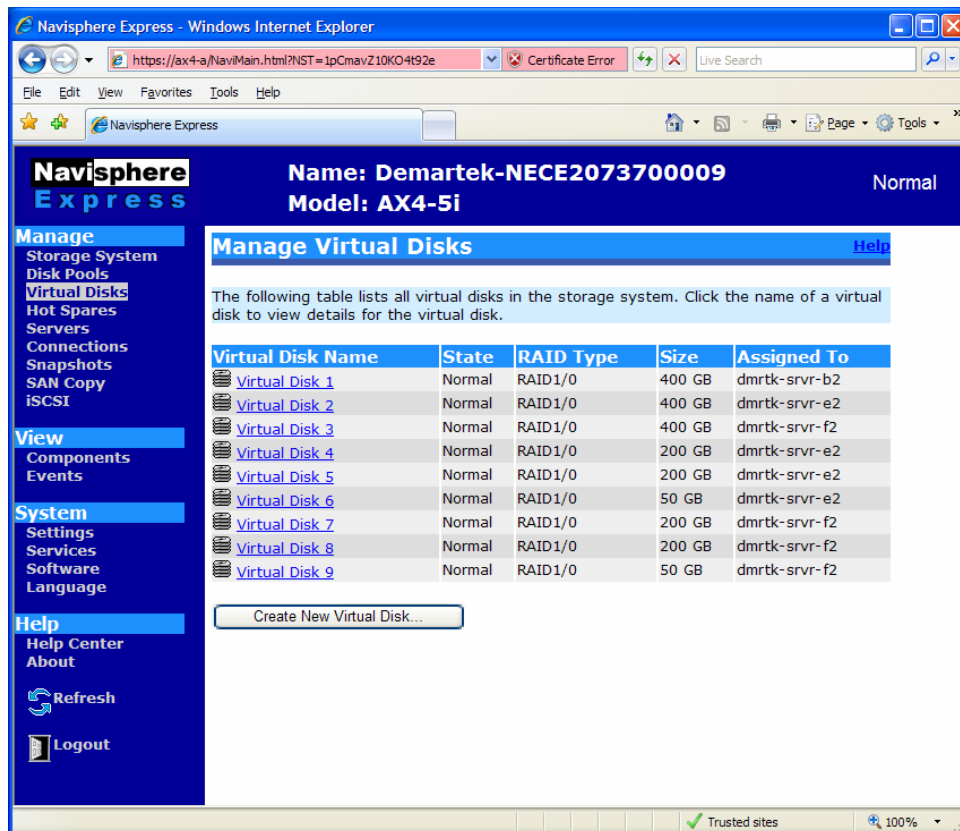 Navisphere Express - Windows Internet Explorer
https://ax4-a/NaviMain.html?NST=1pCmavZ10KO4t92e
Certificate Error
Live Search
File Edit View Favorites Tools Help
Navisphere Express
Page
Tools
»
Navisphere
Express
Name: Demartek-NECE2073700009
Model: AX4-5i
Normal
Manage
Storage System
Disk Pools
Virtual Disks
Hot Spares
Servers
Connections
Snapshots
SAN Copy
iSCSI
View
Components
Events
System
Settings
Services
Software
Language
Help
Help Center
About
Refresh
Logout
Manage Virtual Disks
Help
The following table lists all virtual disks in the storage system. Click the name of a virtual
disk to view details for the virtual disk.
Virtual Disk Name State RAID Type Size Assigned To
Virtual Disk 1 Normal RAID1/0 400 GB dmrtk-srvr-b2
Virtual Disk 2 Normal RAID1/0 400 GB dmrtk-srvr-e2
Virtual Disk 3 Normal RAID1/0 400 GB dmrtk-srvr-f2
Virtual Disk 4 Normal RAID1/0 200 GB dmrtk-srvr-e2
Virtual Disk 5 Normal RAID1/0 200 GB dmrtk-srvr-e2
Virtual Disk 6 Normal RAID1/0 50 GB dmrtk-srvr-e2
Virtual Disk 7 Normal RAID1/0 200 GB dmrtk-srvr-f2
Virtual Disk 8 Normal RAID1/0 200 GB dmrtk-srvr-f2
Virtual Disk 9 Normal RAID1/0 50 GB dmrtk-srvr-f2
Create New Virtual Disk...
Trusted sites
100%